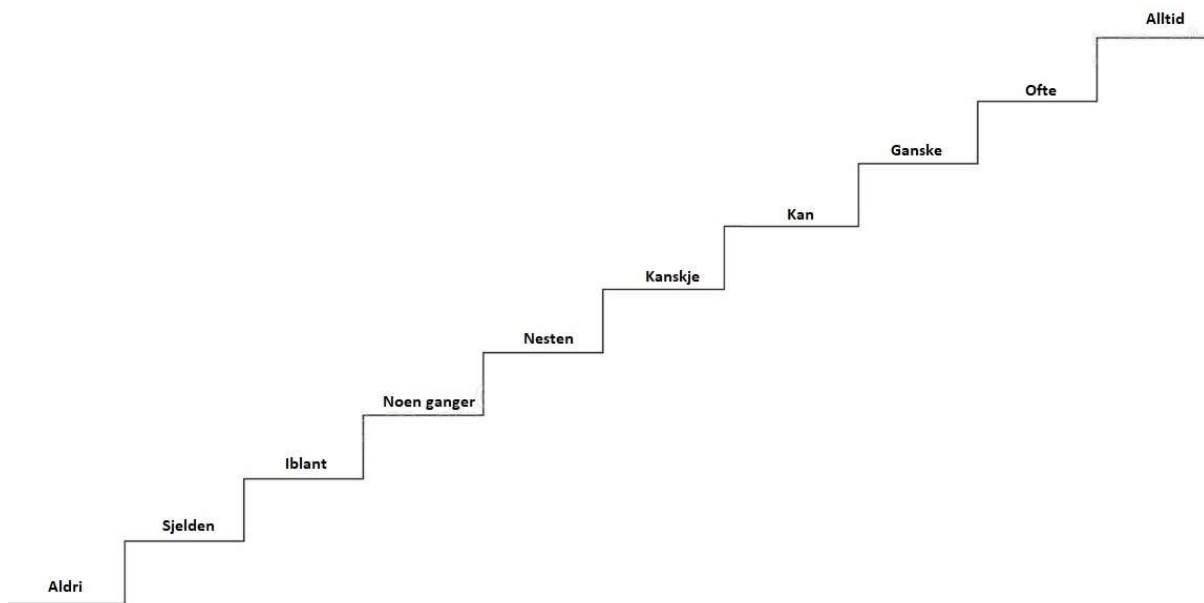 Alltid
Ofte
Ganske
Kan
Kanskje
Nesten
Noen ganger
Iblant
Sjelden
Aldri